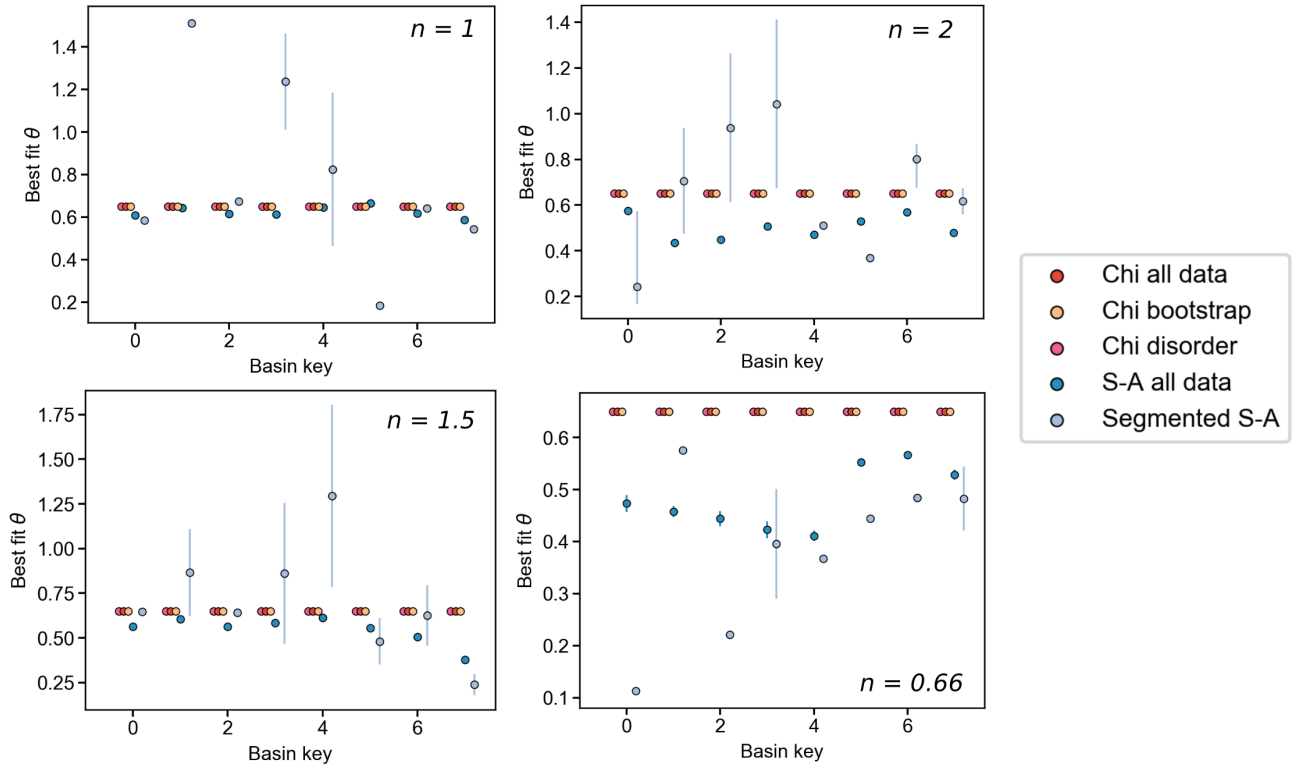 n = 1
1.4
1.2
1.0
0.8
0.6
0.4
0.2
Best fit θ
0
2
4
6
Basin key
n = 2
1.4
1.2
1.0
0.8
0.6
0.4
0.2
Best fit θ
0
2
4
6
Basin key
n = 1.5
1.75
1.50
1.25
1.00
0.75
0.50
0.25
Best fit θ
0
2
4
6
Basin key
0.6
0.5
0.4
0.3
0.2
0.1
Best fit θ
n = 0.66
0
2
4
6
Basin key
Chi all data
Chi bootstrap
Chi disorder
S-A all data
Segmented S-A